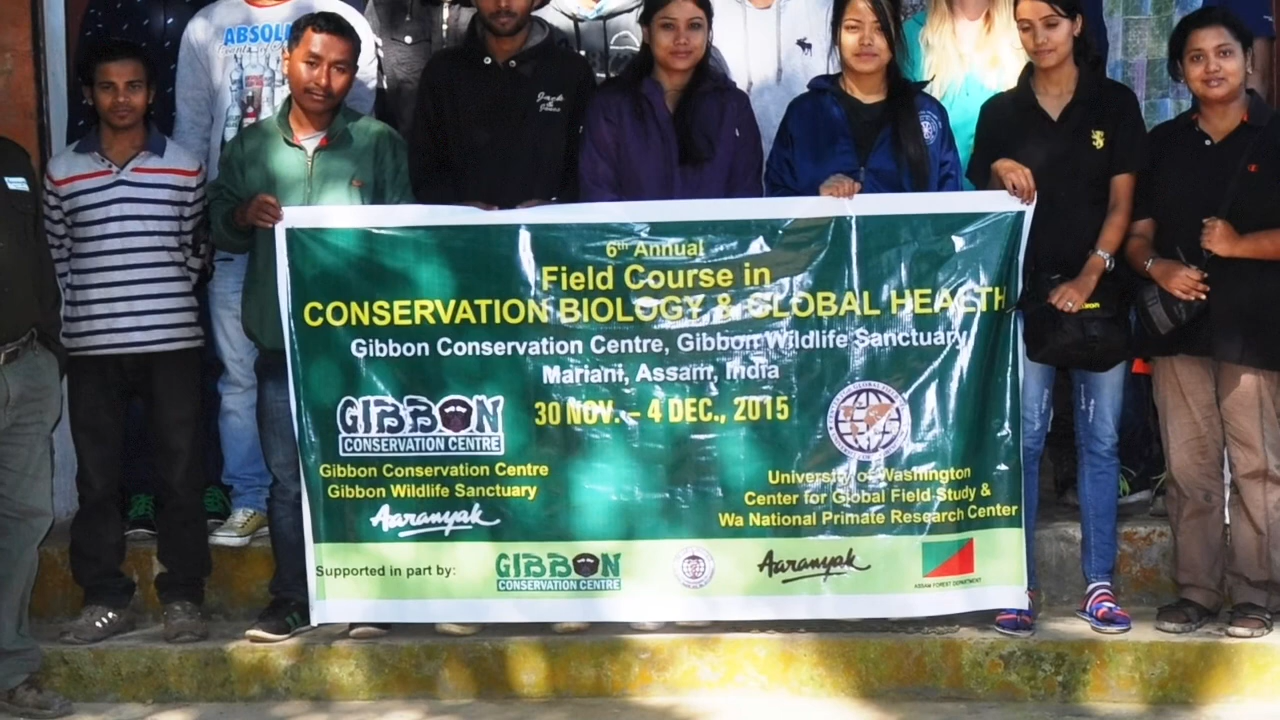 ABSOLU
Jack
&
Jones
6th Annual
Field Course in
CONSERVATION BIOLOGY & GLOBAL HEALTH
Gibbon Conservation Centre, Gibbon Wildlife Sanctuary,
Mariani, Assam, India
30 NOV. – 4 DEC., 2015
GIBBON
CONSERVATION CENTRE
Gibbon Conservation Centre
Gibbon Wildlife Sanctuary
Aaranyak
University of Washington
Center for Global Field Study &
Wa National Primate Research Center
Supported in part by:
GIBBON
CONSERVATION CENTRE
Aaranyak
ASSAM FOREST DEPARTMENT